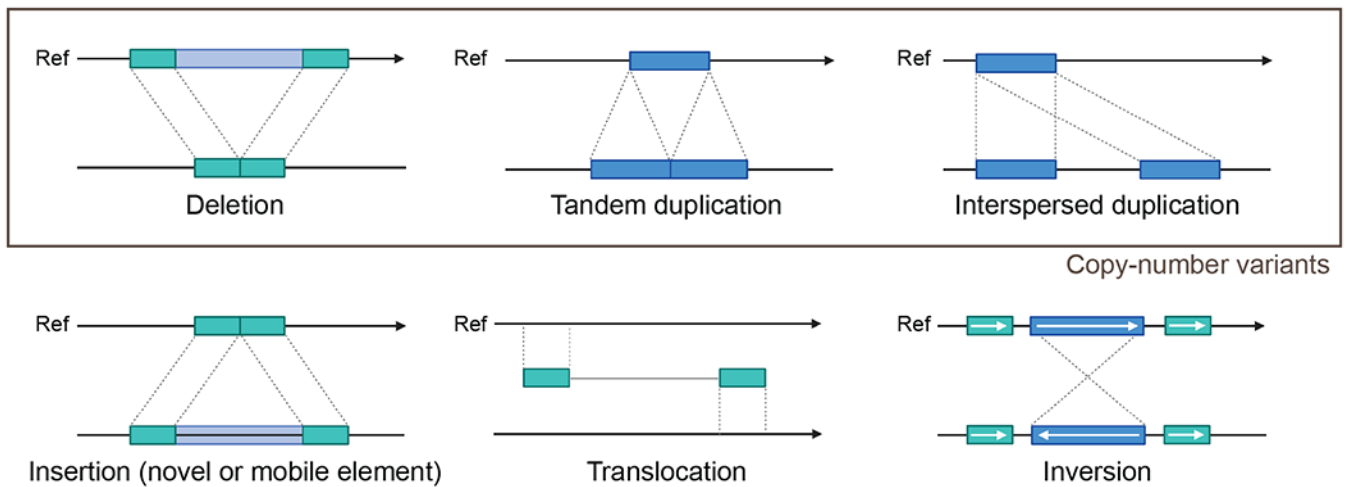 Ref
Ref
Ref
Deletion
Tandem duplication
Interspersed duplication
Copy-number variants
Ref
Ref
Ref
Insertion (novel or mobile element)
Translocation
Inversion